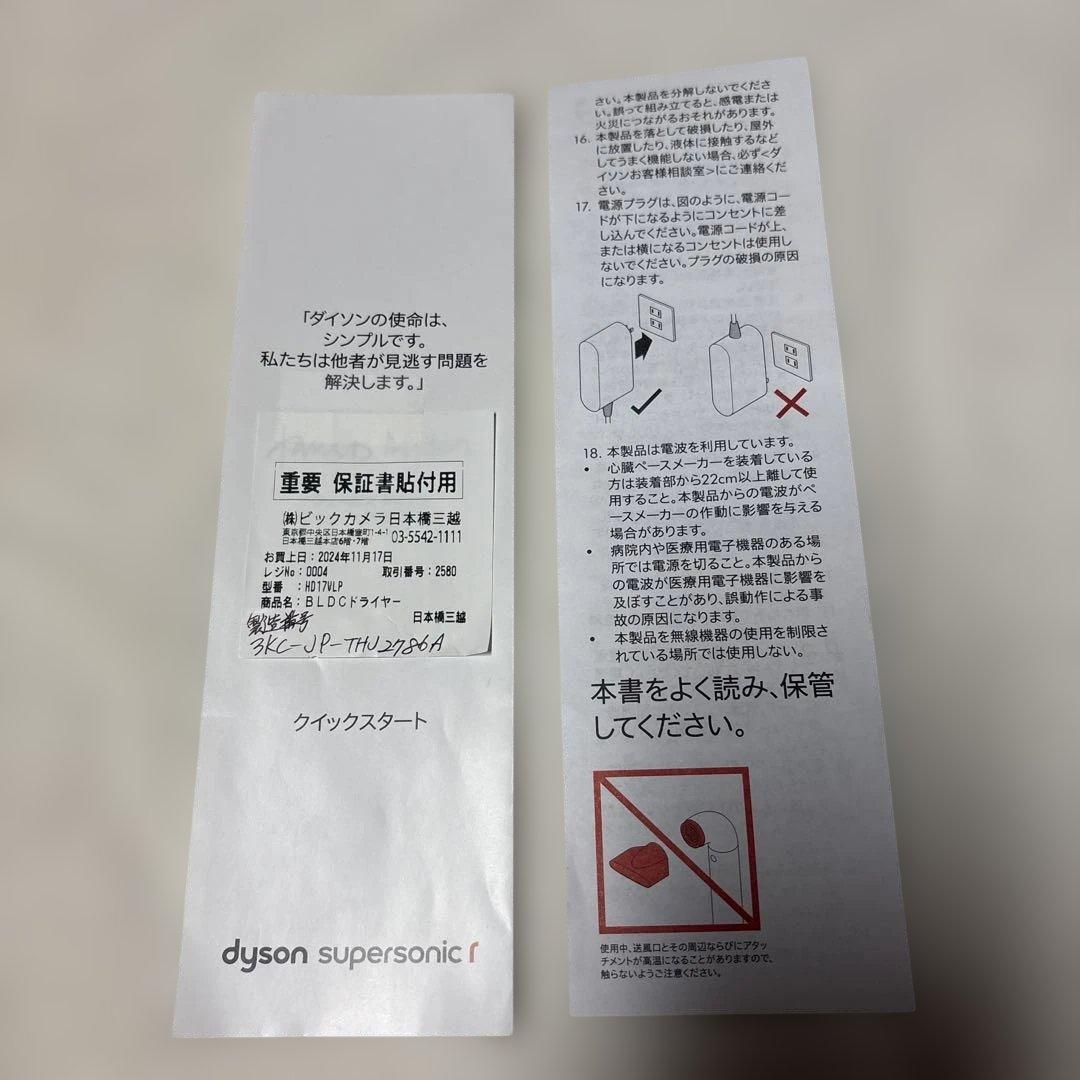 「ダイソンの使命は、
シンプルです。
私たちは他者が見逃す問題を
解決します。」
重要 保証書貼付用
(株)ビックカメラ日本橋三越
東京都中央区日本橋室町1-4-1
日本橋三越本店6階・7階
03-5542-1111
お買上日：2024年11月17日
レジNo：0004 取引番号：2580
型番 ：HD17VLP
商品名：BLDCドライヤー
日本橋三越
製造番号
3KC-JP-THJ2786A
クイックスタート
dyson supersonic r
さい。本製品を分解しないでくださ
い。誤って組み立てると、感電または
火災につながるおそれがあります。
16. 本製品を落として破損したり、屋外
に放置したり、液体に接触するなど
してうまく機能しない場合、必ず<ダ
イソンお客様相談室>にご連絡くだ
さい。
17. 電源プラグは、図のように、電源コー
ドが下になるようにコンセントに差
し込んでください。電源コードが上、
または横になるコンセントは使用し
ないでください。プラグの破損の原因
になります。
18. 本製品は電波を利用しています。
• 心臓ペースメーカーを装着している
方は装着部から22cm以上離して使
用すること。本製品からの電波がペ
ースメーカーの作動に影響を与える
場合があります。
• 病院内や医療用電子機器のある場
所では電源を切ること。本製品から
の電波が医療用電子機器に影響を
及ぼすことがあり、誤動作による事
故の原因になります。
• 本製品を無線機器の使用を制限さ
れている場所では使用しない。
本書をよく読み、保管
してください。
使用中、送風口とその周辺ならびにアタッ
チメントが高温になることがありますので、
触らないようご注意ください。